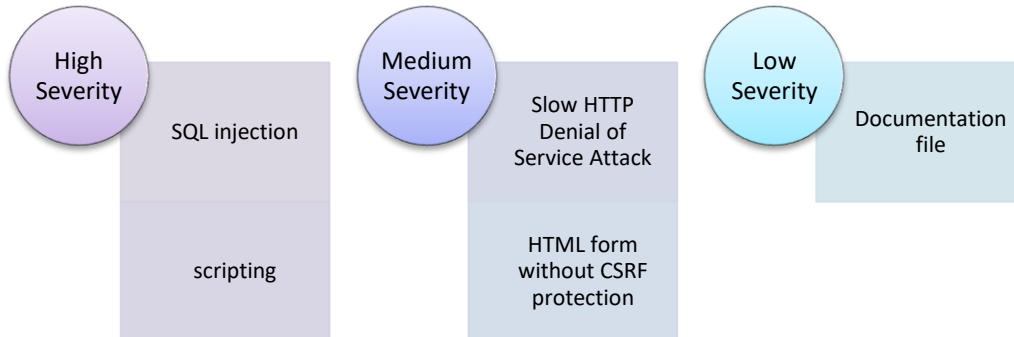 High
Severity
SQL injection
scripting
Medium
Severity
Slow HTTP
Denial of
Service Attack
HTML form
without CSRF
protection
Low
Severity
Documentation
file